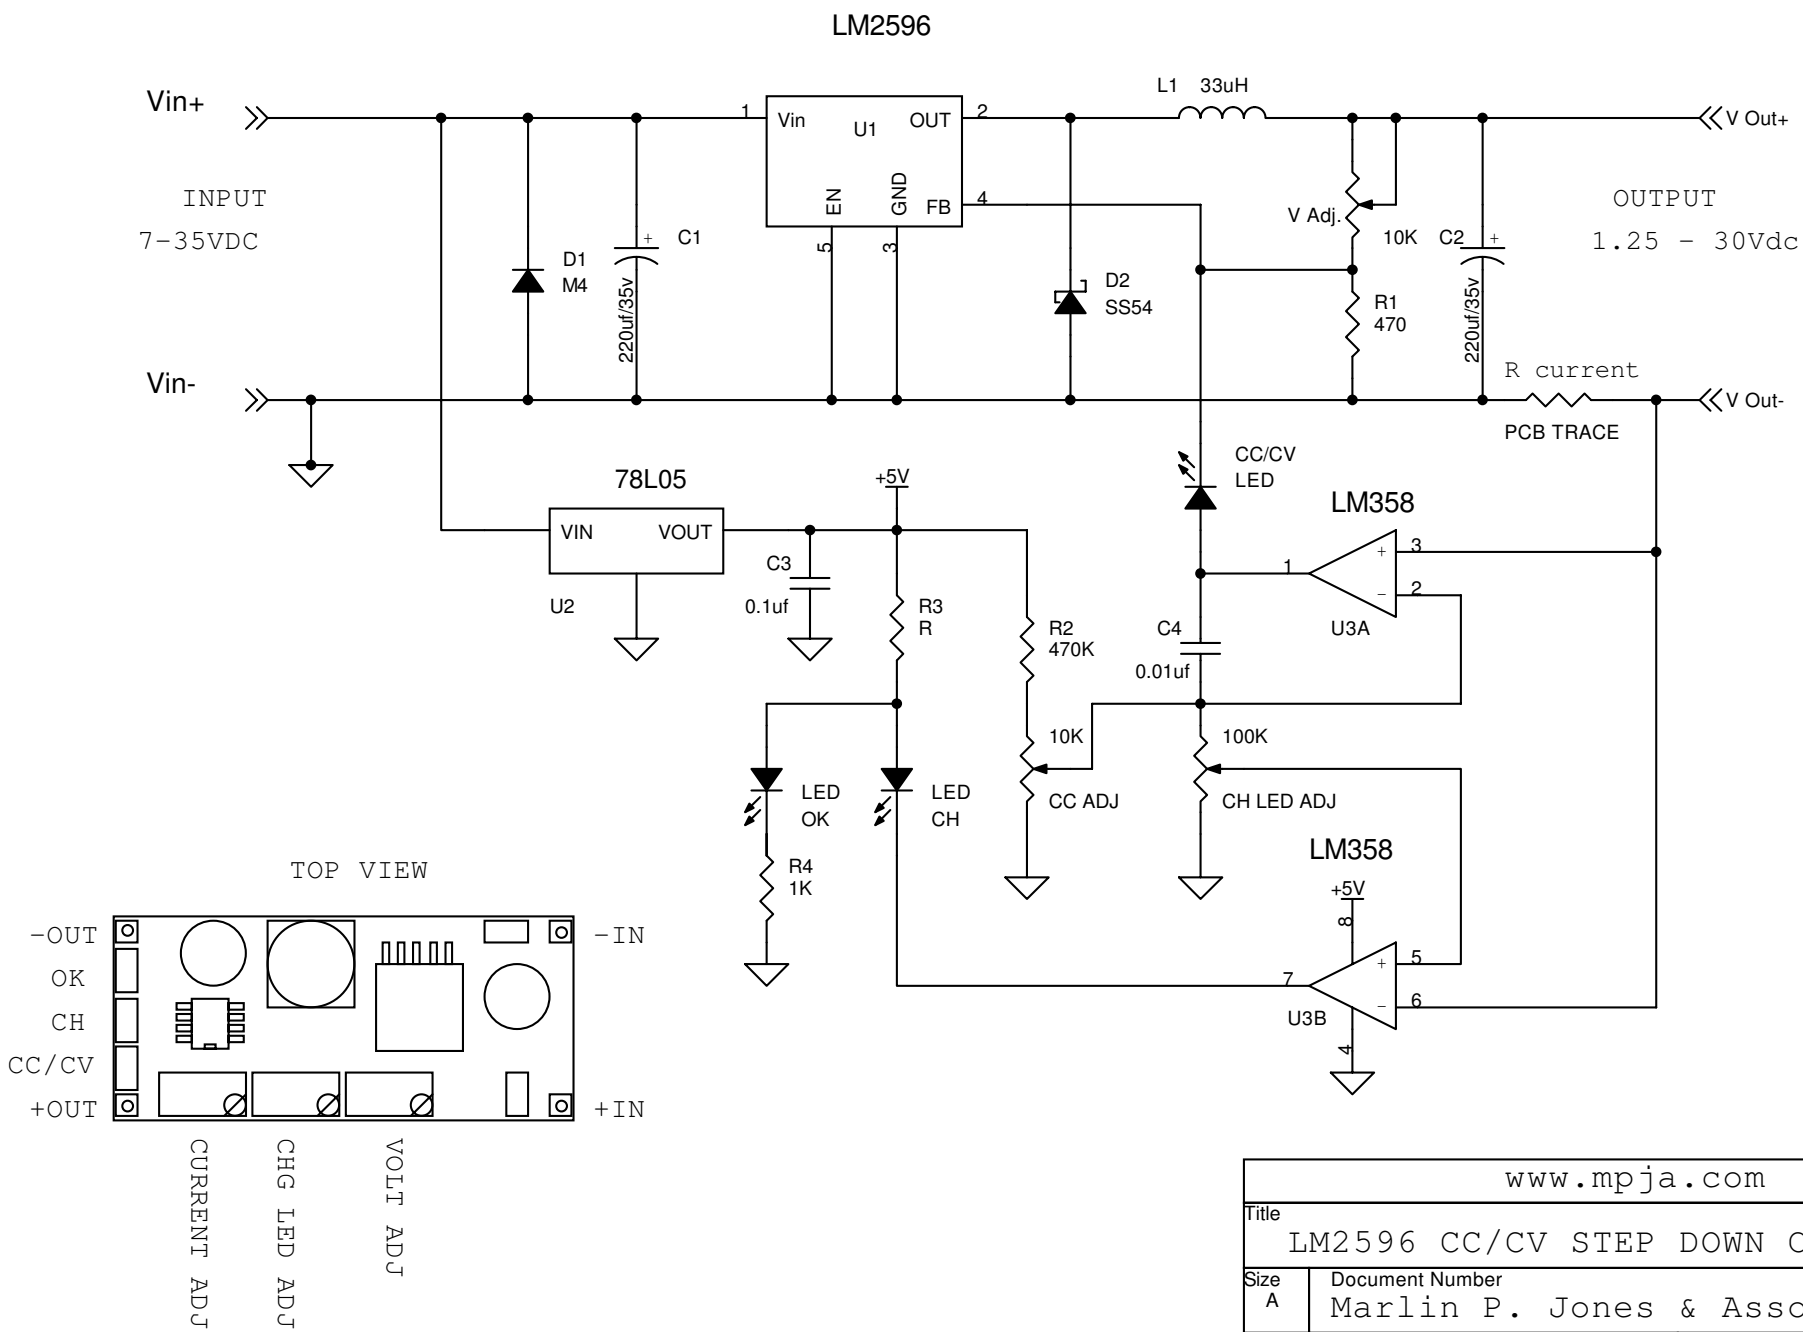 LM2596
Vin+
INPUT
7-35VDC
Vin-
D1
M4
+
C1
220uf/35v
1
Vin
U1
OUT
2
EN
GND
FB
4
5
3
D2
SS54
L1 33uH
V Adj.
10K
R1
470
C2
+
220uf/35v
V Out+
OUTPUT
1.25 - 30Vdc
R current
PCB TRACE
V Out-
78L05
VIN
VOUT
U2
+5V
C3
0.1uf
R3
R
R2
470K
CC/CV
LED
LM358
+
3
-
2
1
U3A
C4
0.01uf
10K
CC ADJ
100K
CH LED ADJ
LED
OK
LED
CH
R4
1K
LM358
+5V
8
+
5
-
6
7
U3B
4
TOP VIEW
-OUT
OK
CH
CC/CV
+OUT
-IN
+IN
CURRENT ADJ
CHG LED ADJ
VOLT ADJ
www.mpja.com
Title
LM2596 CC/CV STEP DOWN
Size
A
Document Number
Marlin P. Jones & Asso